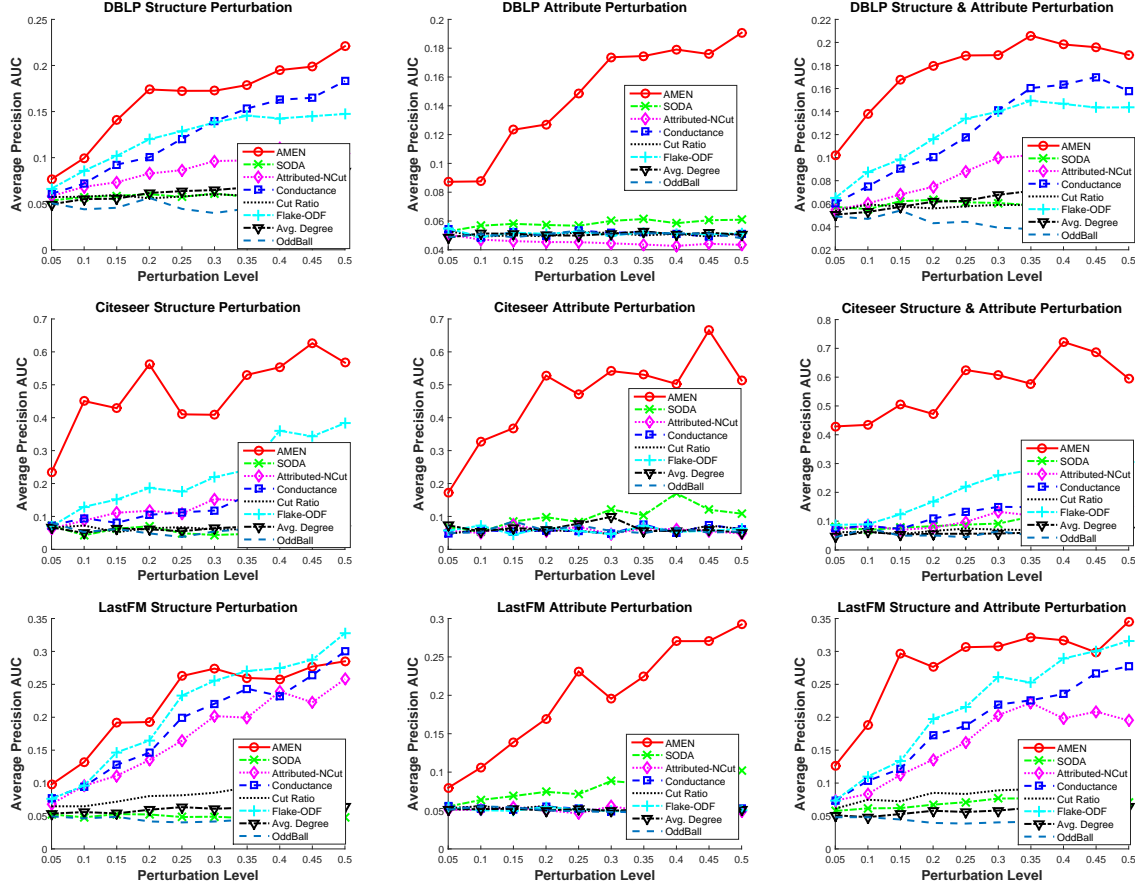 DBLP Structure Perturbation
Average Precision AUC
0.25
0.2
0.15
0.1
0.05
0
AMEN
SODA
Attributed-NCut
Conductance
Cut Ratio
Flake-ODF
Avg. Degree
OddBall
0.05 0.1 0.15 0.2 0.25 0.3 0.35 0.4 0.45 0.5
Perturbation Level
DBLP Attribute Perturbation
Average Precision AUC
0.2
0.18
0.16
0.14
0.12
0.1
0.08
0.06
0.04
AMEN
SODA
Attributed-NCut
Conductance
Cut Ratio
Flake-ODF
Avg. Degree
OddBall
0.05 0.1 0.15 0.2 0.25 0.3 0.35 0.4 0.45 0.5
Perturbation Level
DBLP Structure & Attribute Perturbation
Average Precision AUC
0.22
0.2
0.18
0.16
0.14
0.12
0.1
0.08
0.06
0.04
0.02
AMEN
SODA
Attributed-NCut
Conductance
Cut Ratio
Flake-ODF
Avg. Degree
OddBall
0.05 0.1 0.15 0.2 0.25 0.3 0.35 0.4 0.45 0.5
Perturbation Level
Citeseer Structure Perturbation
Average Precision AUC
0.7
0.6
0.5
0.4
0.3
0.2
0.1
0
AMEN
SODA
Attributed-NCut
Conductance
Cut Ratio
Flake-ODF
Avg. Degree
OddBall
0.05 0.1 0.15 0.2 0.25 0.3 0.35 0.4 0.45 0.5
Perturbation Level
Citeseer Attribute Perturbation
Average Precision AUC
0.7
0.6
0.5
0.4
0.3
0.2
0.1
0
AMEN
SODA
Attributed-NCut
Conductance
Cut Ratio
Flake-ODF
Avg. Degree
OddBall
0.05 0.1 0.15 0.2 0.25 0.3 0.35 0.4 0.45 0.5
Perturbation Level
Citeseer Structure & Attribute Perturbation
Average Precision AUC
0.8
0.7
0.6
0.5
0.4
0.3
0.2
0.1
0
AMEN
SODA
Attributed-NCut
Conductance
Cut Ratio
Flake-ODF
Avg. Degree
OddBall
0.05 0.1 0.15 0.2 0.25 0.3 0.35 0.4 0.45 0.5
Perturbation Level
LastFM Structure Perturbation
Average Precision AUC
0.35
0.3
0.25
0.2
0.15
0.1
0.05
0
AMEN
SODA
Attributed-NCut
Conductance
Cut Ratio
Flake-ODF
Avg. Degree
OddBall
0.05 0.1 0.15 0.2 0.25 0.3 0.35 0.4 0.45 0.5
Perturbation Level
LastFM Attribute Perturbation
Average Precision AUC
0.3
0.25
0.2
0.15
0.1
0.05
0
AMEN
SODA
Attributed-NCut
Conductance
Cut Ratio
Flake-ODF
Avg. Degree
OddBall
0.05 0.1 0.15 0.2 0.25 0.3 0.35 0.4 0.45 0.5
Perturbation Level
LastFM Structure and Attribute Perturbation
Average Precision AUC
0.35
0.3
0.25
0.2
0.15
0.1
0.05
0
AMEN
SODA
Attributed-NCut
Conductance
Cut Ratio
Flake-ODF
Avg. Degree
OddBall
0.05 0.1 0.15 0.2 0.25 0.3 0.35 0.4 0.45 0.5
Perturbation Level